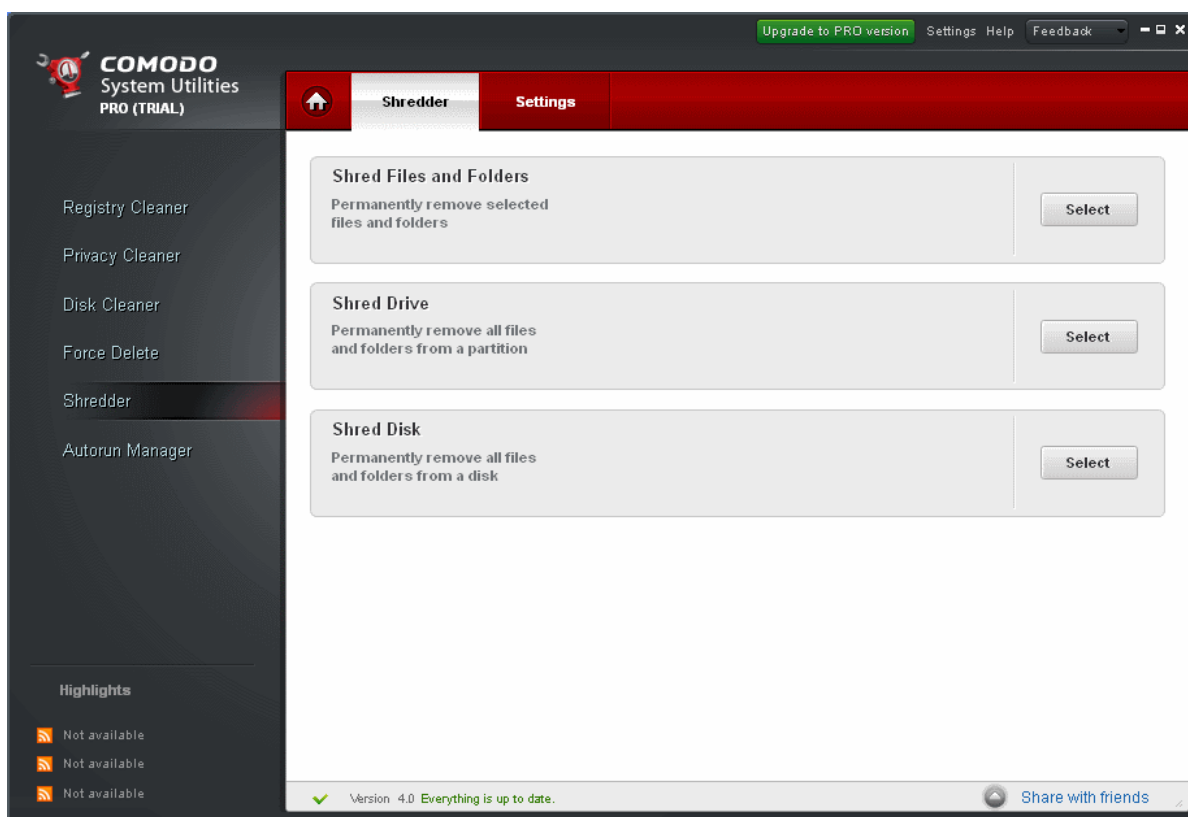 Upgrade to PRO version Settings Help Feedback
COMODO
System Utilities
PRO (TRIAL)
Shredder Settings
Registry Cleaner
Privacy Cleaner
Disk Cleaner
Force Delete
Shredder
Autorun Manager
Shred Files and Folders
Permanently remove selected
files and folders
Select
Shred Drive
Permanently remove all files
and folders from a partition
Select
Shred Disk
Permanently remove all files
and folders from a disk
Select
Highlights
Not available
Not available
Not available
Version 4.0 Everything is up to date.
Share with friends